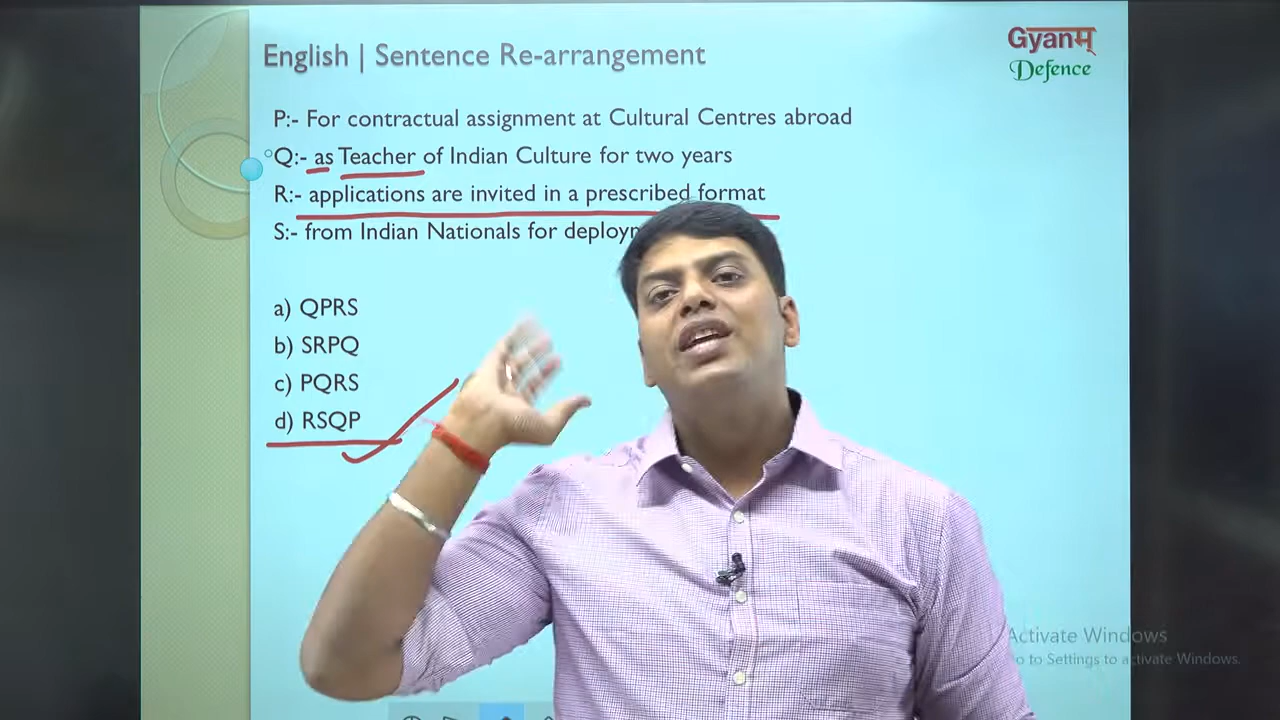 English | Sentence Re-arrangement
Gyanम्
Defence
P:- For contractual assignment at Cultural Centres abroad
Q:- as Teacher of Indian Culture for two years
R:- applications are invited in a prescribed format
S:- from Indian Nationals for
a) QPRS
b) SRPQ
c) PQRS
d) RSQP
Activate Windows
to Settings to activate Windows.